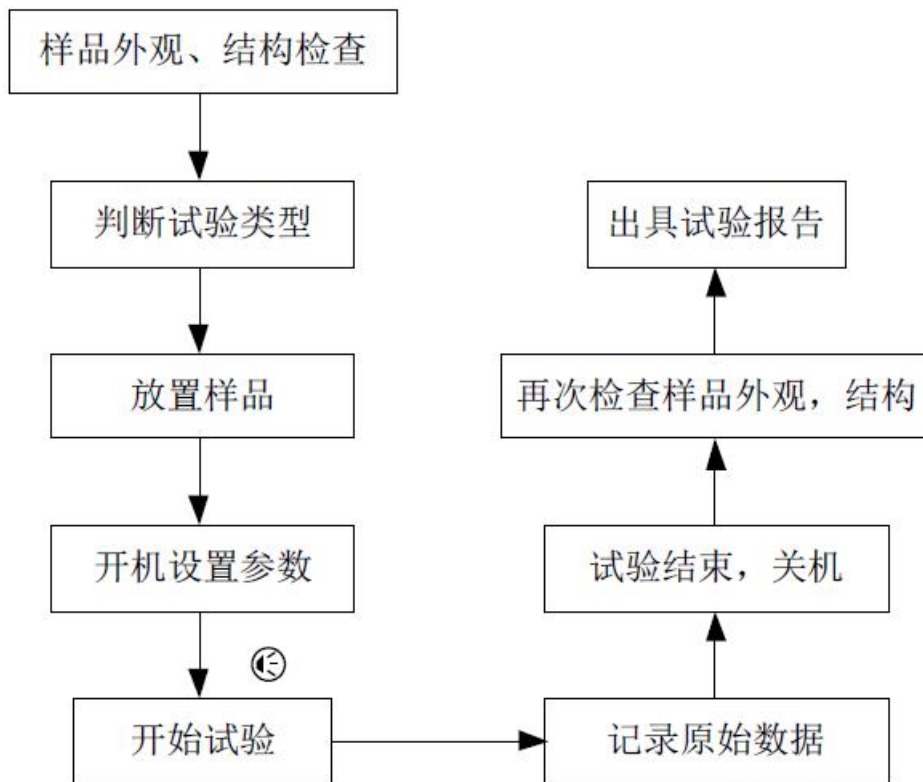 样品外观、结构检查
判断试验类型
放置样品
开机设置参数
开始试验
记录原始数据
试验结束，关机
再次检查样品外观，结构
出具试验报告